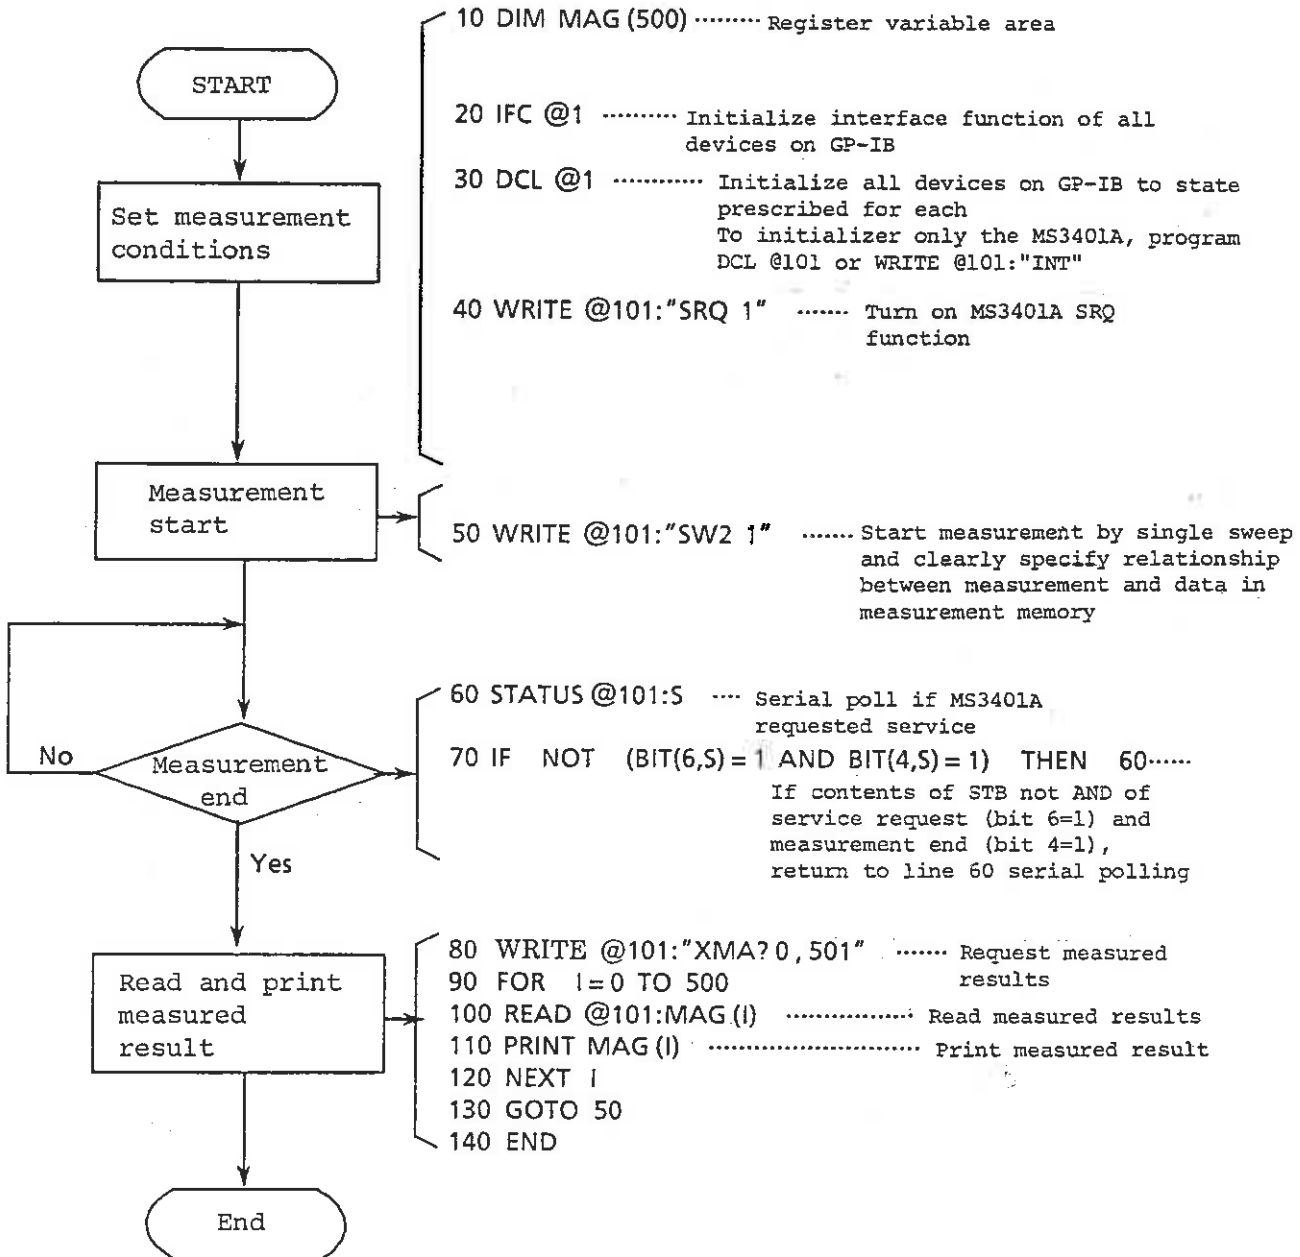 START
Set measurement
conditions
10 DIM MAG (500) ········· Register variable area
20 IFC @1 ·········· Initialize interface function of all
devices on GP-IB
30 DCL @1 ············ Initialize all devices on GP-IB to state
prescribed for each
To initializer only the MS3401A, program
DCL @101 or WRITE @101:"INT"
40 WRITE @101:"SRQ 1" ······· Turn on MS3401A SRQ
function
Measurement
start
50 WRITE @101:"SW2 1" ······· Start measurement by single sweep
and clearly specify relationship
between measurement and data in
measurement memory
No
Measurement
end
Yes
60 STATUS @101:S ···· Serial poll if MS3401A
requested service
70 IF NOT (BIT(6,S) = 1 AND BIT(4,S) = 1) THEN 60······
If contents of STB not AND of
service request (bit 6=1) and
measurement end (bit 4=1),
return to line 60 serial polling
Read and print
measured
result
80 WRITE @101:"XMA? 0 , 501" ······· Request measured
results
90 FOR I = 0 TO 500
100 READ @101:MAG (I) ················ Read measured results
110 PRINT MAG (I) ·························· Print measured result
120 NEXT I
130 GOTO 50
140 END
End